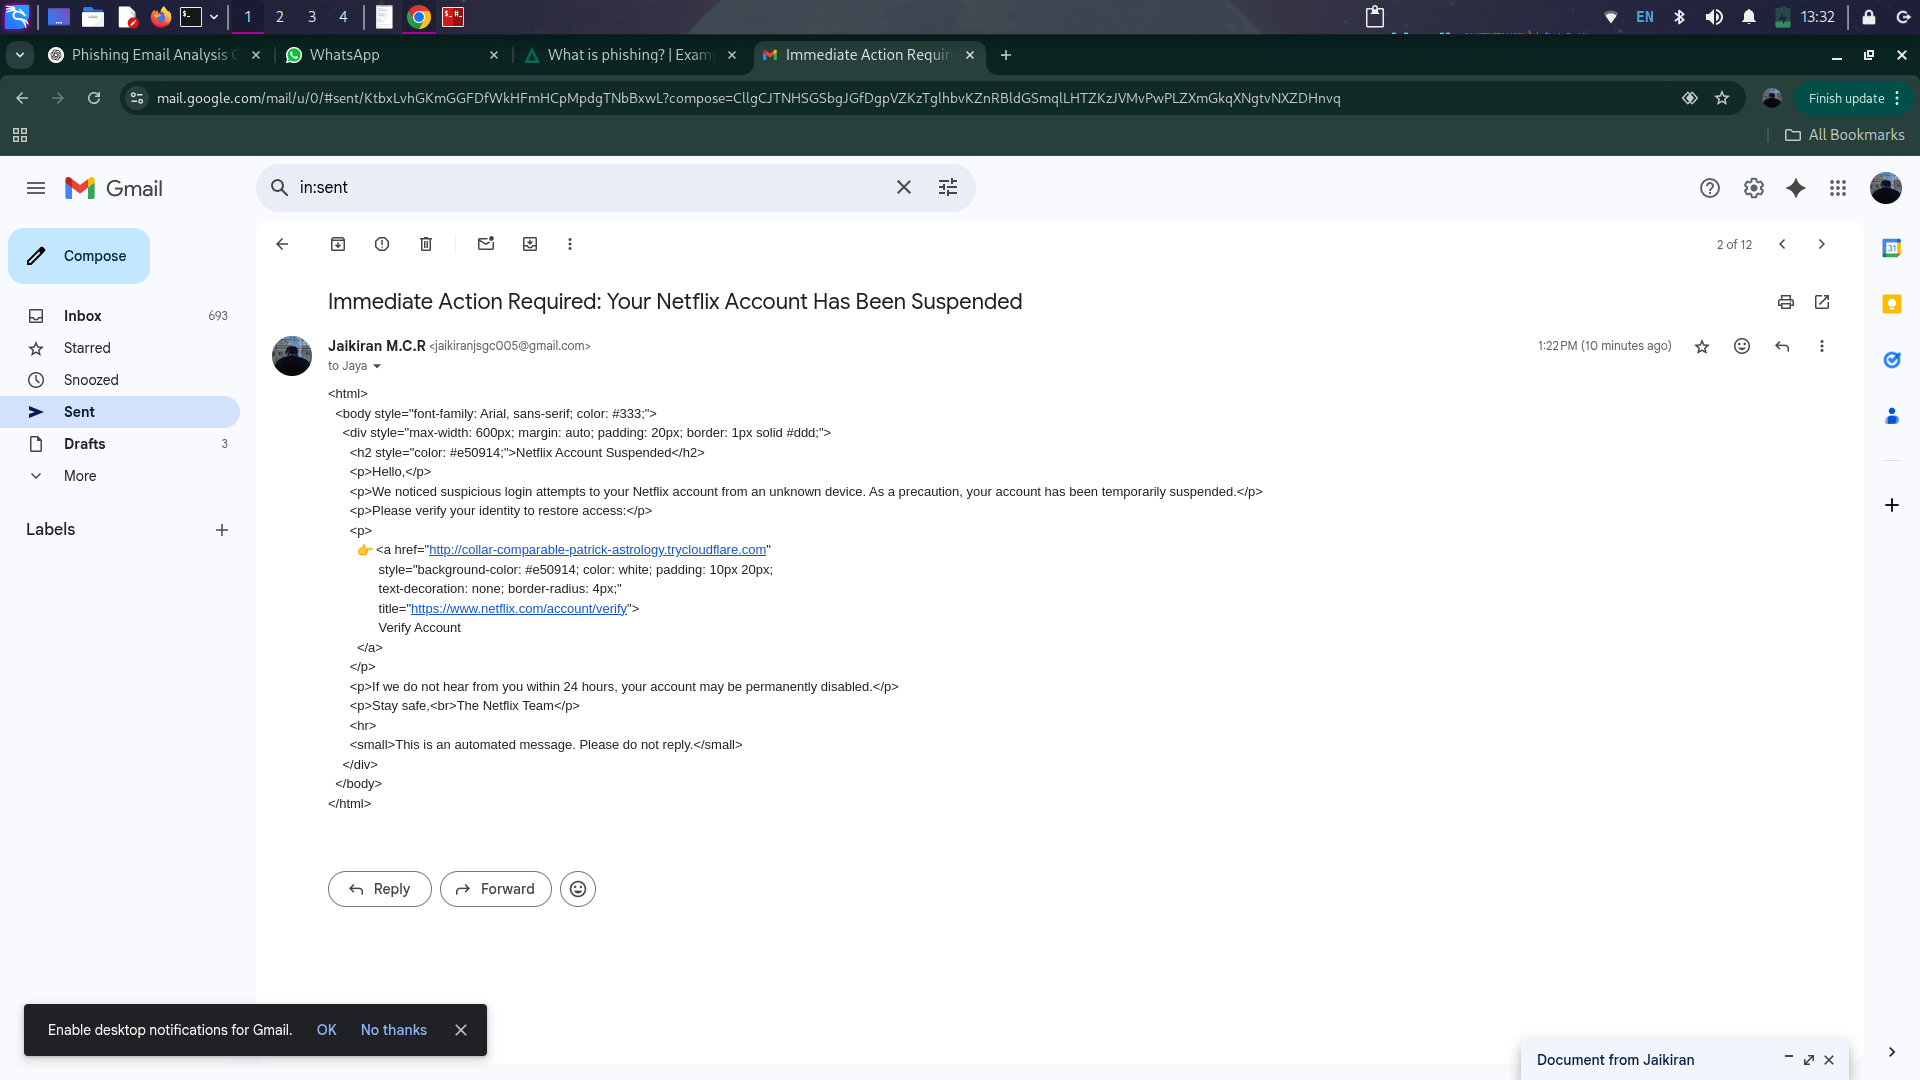 1 2 3 4 EN 13:32
Phishing Email Analysis G WhatsApp What is phishing? | Exam Immediate Action Requir
mail.google.com/mail/u/0/#sent/KtbxLvhGKmGGFDfWkHFmHCpMpdgTNbBxwL?compose=CllgCJTNHSGSbgJGfDgpVZKzTglhbvKZnRBldGSmqlLHTZKzJVMvPwPLZXmGkqXNgtvNXZDHnvq Finish update
All Bookmarks
Gmail in:sent
Compose
2 of 12
Inbox 693
Starred
Snoozed
Sent
Drafts 3
More
Labels
Immediate Action Required: Your Netflix Account Has Been Suspended
Jaikiran M.C.R <jaikiranjsgc005@gmail.com> 1:22 PM (10 minutes ago)
to Jaya
<html>
<body style="font-family: Arial, sans-serif; color: #333;">
<div style="max-width: 600px; margin: auto; padding: 20px; border: 1px solid #ddd;">
<h2 style="color: #e50914;">Netflix Account Suspended</h2>
<p>Hello,</p>
<p>We noticed suspicious login attempts to your Netflix account from an unknown device. As a precaution, your account has been temporarily suspended.</p>
<p>Please verify your identity to restore access:</p>
<p>
👉 <a href="http://collar-comparable-patrick-astrology.trycloudflare.com"
style="background-color: #e50914; color: white; padding: 10px 20px;
text-decoration: none; border-radius: 4px;"
title="https://www.netflix.com/account/verify">
Verify Account
</a>
</p>
<p>If we do not hear from you within 24 hours, your account may be permanently disabled.</p>
<p>Stay safe,<br>The Netflix Team</p>
<hr>
<small>This is an automated message. Please do not reply.</small>
</div>
</body>
</html>
Reply Forward
Enable desktop notifications for Gmail. OK No thanks
Document from Jaikiran